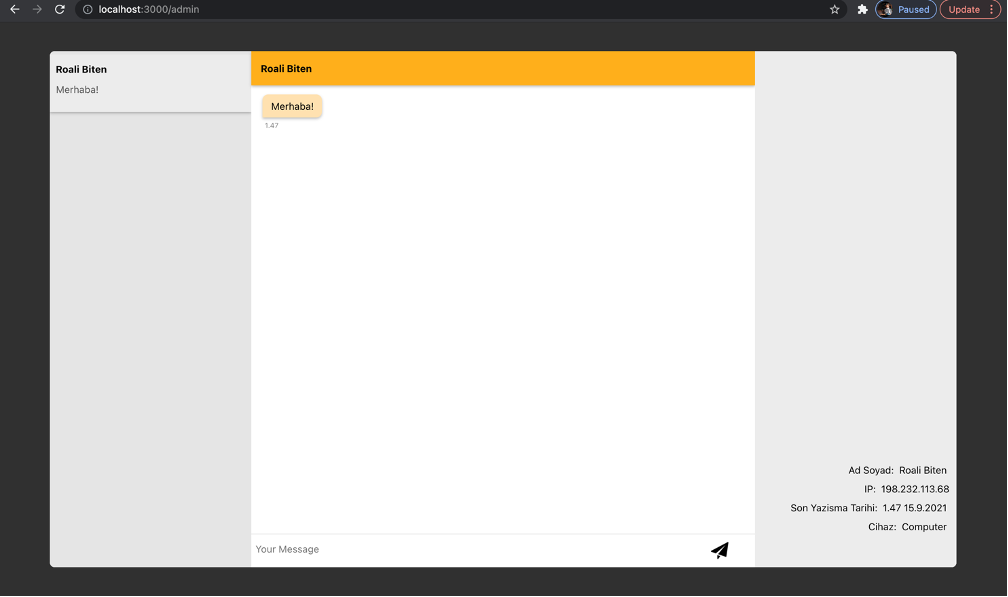 localhost:3000/admin
Paused
Update
Roali Biten
Merhaba!
Roali Biten
Merhaba!
1.47
Your Message
Ad Soyad: Roali Biten
IP: 198.232.113.68
Son Yazisma Tarihi: 1.47 15.9.2021
Cihaz: Computer